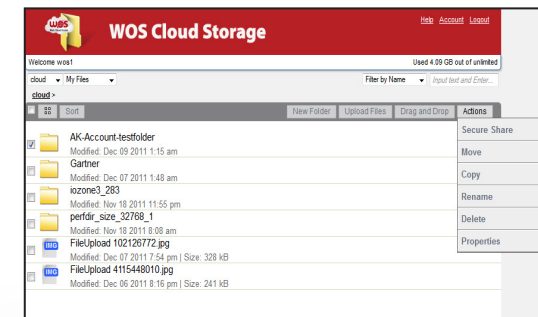 WOS
WOS Cloud Storage
Help Account Logout
Welcome wos1
Used 4.09 GB out of unlimited
cloud My Files
Filter by Name
Input text and Enter...
cloud >
Sort
New Folder
Upload Files
Drag and Drop
Actions
Secure Share
Move
Copy
Rename
Delete
Properties
AK-Account-testfolder
Modified: Dec 09 2011 1:15 am
Gartner
Modified: Dec 07 2011 1:48 am
iozone3_283
Modified: Nov 18 2011 11:55 pm
perfdir_size_32768_1
Modified: Nov 18 2011 8:08 am
IMG
FileUpload 102126772.jpg
Modified: Dec 07 2011 7:54 pm | Size: 328 kB
IMG
FileUpload 4115448010.jpg
Modified: Dec 06 2011 8:16 pm | Size: 241 kB